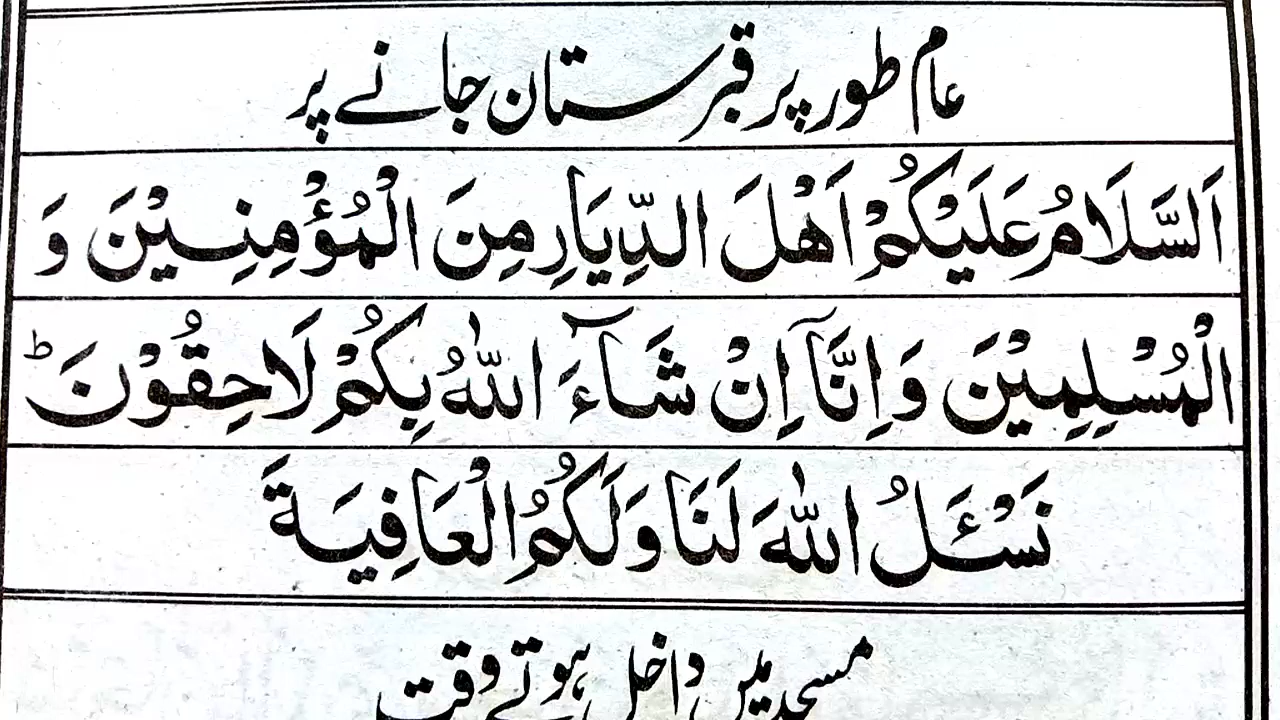 عام طور پر قبرستان جانے پر
اَلسَّلَامُ عَلَيْكُمْ اَهْلَ الدِّيَارِ مِنَ الْمُؤْمِنِيْنَ وَ
الْمُسْلِمِيْنَ وَاِنَّآ اِنْ شَآءَ اللّٰهُ بِكُمْ لَاحِقُوْنَ ؕ
نَسْئَلُ اللّٰهَ لَنَا وَلَكُمُ الْعَافِيَةَ
مسجد میں داخل ہوتے وقت